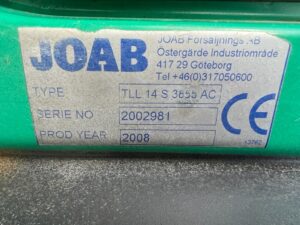 JOAB
JOAB Försäljnings AB
Östergärde Industriområde
417 29 Göteborg
Tel +46(0)317050600
TYPE TLL 14 S 3655 AC
SERIE NO 2002981
PROD YEAR 2008
CE